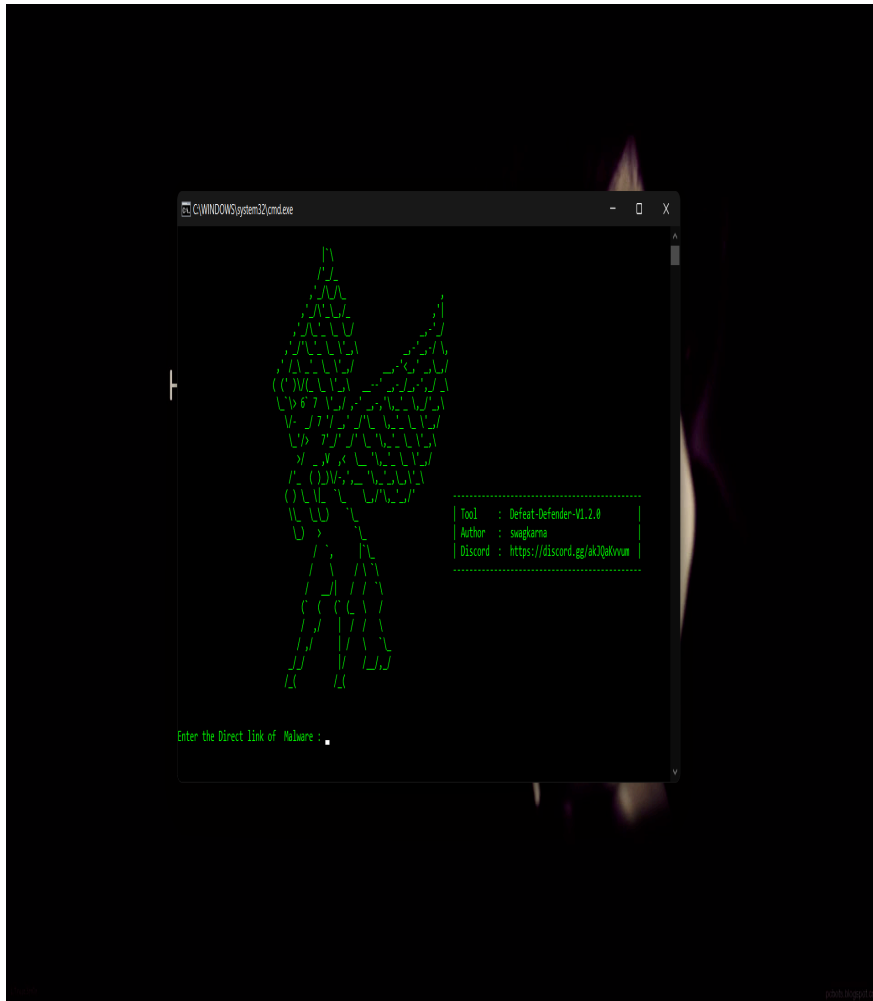 C:\WINDOWS\system32\cmd.exe
Tool : Defeat-Defender-V1.2.0
Author : swagkarna
Discord : https://discord.gg/akJQaKvvum
Enter the Direct link of Malware :